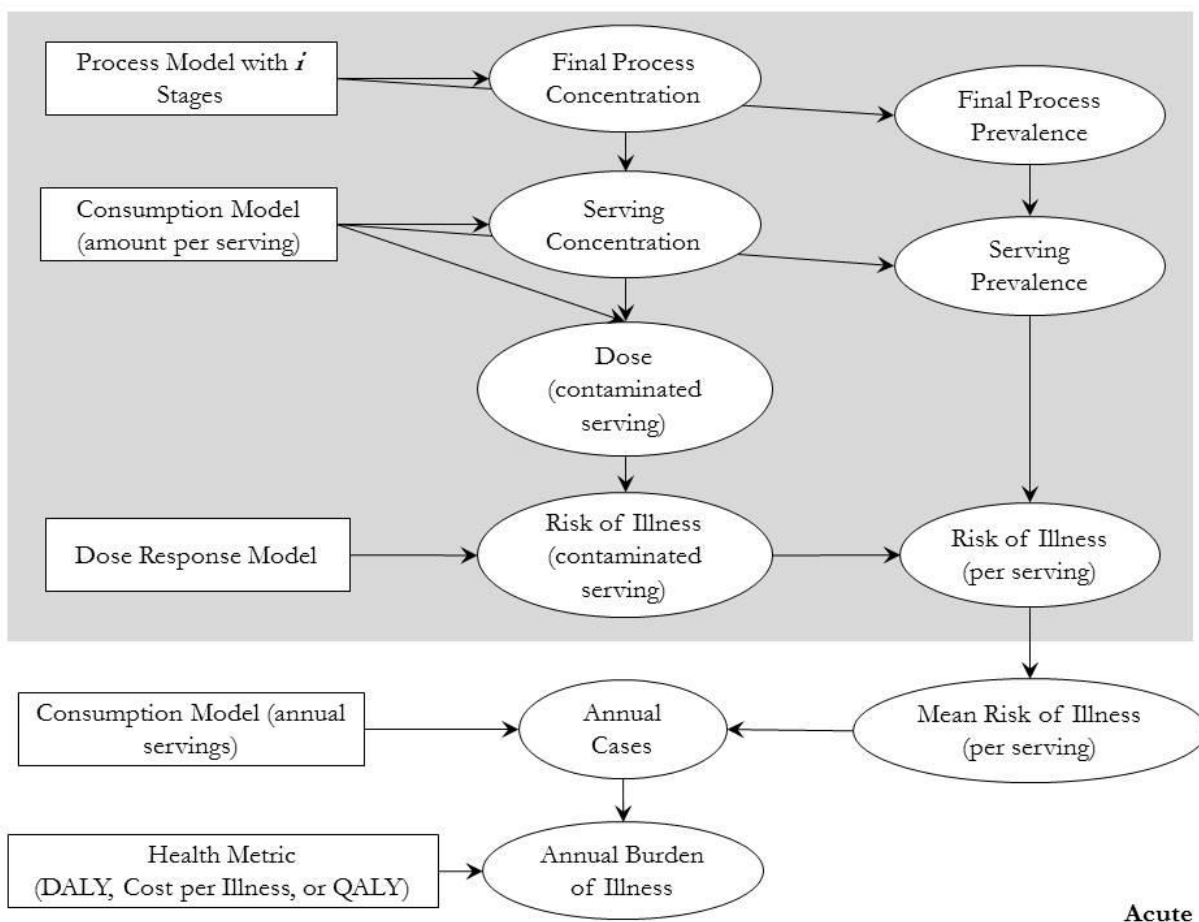 Process Model with i
Stages
Final Process
Concentration
Final Process
Prevalence
Consumption Model
(amount per serving)
Serving
Concentration
Serving
Prevalence
Dose
(contaminated
serving)
Dose Response Model
Risk of Illness
(contaminated
serving)
Risk of Illness
(per serving)
Consumption Model (annual
servings)
Annual
Cases
Mean Risk of Illness
(per serving)
Health Metric
(DALY, Cost per Illness, or QALY)
Annual Burden
of Illness
Acute